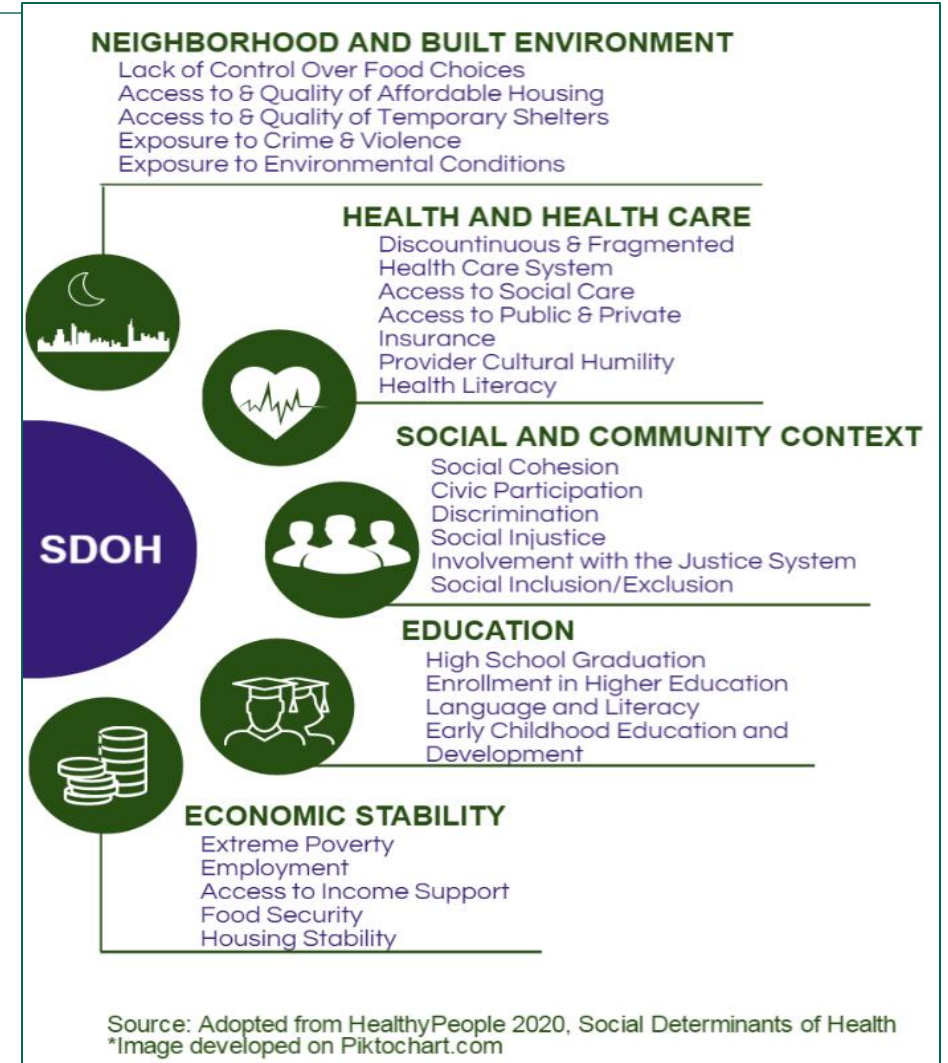 NEIGHBORHOOD AND BUILT ENVIRONMENT
Lack of Control Over Food Choices
Access to & Quality of Affordable Housing
Access to & Quality of Temporary Shelters
Exposure to Crime & Violence
Exposure to Environmental Conditions
HEALTH AND HEALTH CARE
Discountinuous & Fragmented
Health Care System
Access to Social Care
Access to Public & Private
Insurance
Provider Cultural Humility
Health Literacy
SOCIAL AND COMMUNITY CONTEXT
Social Cohesion
Civic Participation
Discrimination
Social Injustice
Involvement with the Justice System
Social Inclusion/Exclusion
SDOH
EDUCATION
High School Graduation
Enrollment in Higher Education
Language and Literacy
Early Childhood Education and
Development
ECONOMIC STABILITY
Extreme Poverty
Employment
Access to Income Support
Food Security
Housing Stability
Source: Adopted from HealthyPeople 2020, Social Determinants of Health
*Image developed on Piktochart.com